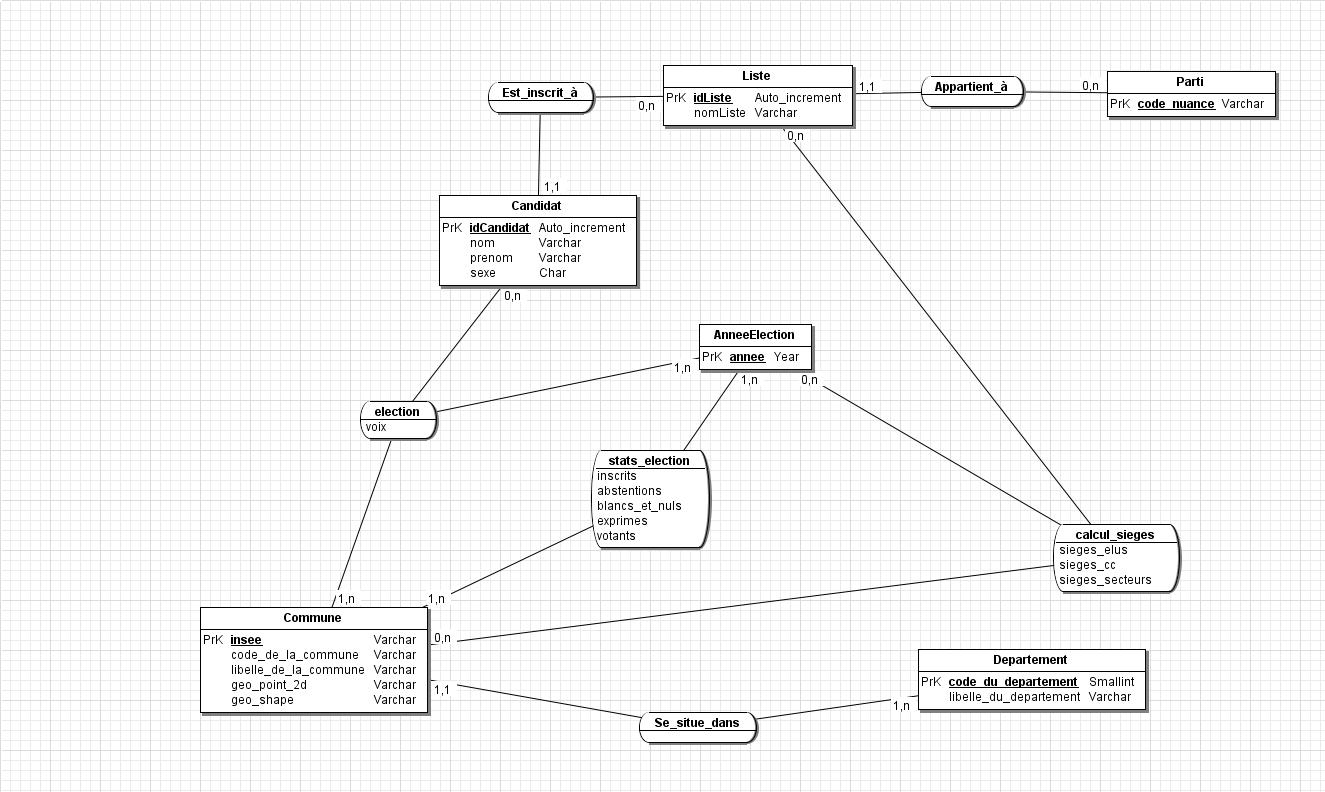 Est_inscrit_à
0,n
1,1
Liste
PrK idListe Auto_increment
nomListe Varchar
1,1
0,n
Appartient_à
0,n
Parti
PrK code_nuance Varchar
Candidat
PrK idCandidat Auto_increment
nom Varchar
prenom Varchar
sexe Char
0,n
AnneeElection
PrK annee Year
1,n
1,n
0,n
election
voix
stats_election
inscrits
abstentions
blancs_et_nuls
exprimes
votants
calcul_sieges
sieges_elus
sieges_cc
sieges_secteurs
1,n
1,n
Commune
PrK insee Varchar
code_de_la_commune Varchar
libelle_de_la_commune Varchar
geo_point_2d Varchar
geo_shape Varchar
0,n
1,1
Se_situe_dans
1,n
Departement
PrK code_du_departement Smallint
libelle_du_departement Varchar